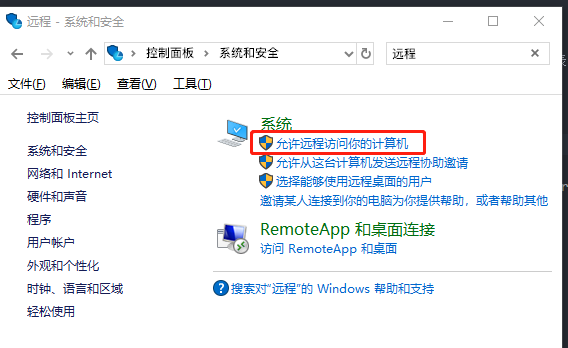 远程 - 系统和安全
控制面板 > 系统和安全
远程
文件(F) 编辑(E) 查看(V) 工具(T)
控制面板主页
系统和安全
网络和 Internet
硬件和声音
程序
用户帐户
外观和个性化
时钟、语言和区域
轻松使用
系统
允许远程访问你的计算机
允许从这台计算机发送远程协助邀请
选择能够使用远程桌面的用户
邀请某人连接到你的电脑为你提供帮助，或者帮助其他
RemoteApp 和桌面连接
访问 RemoteApp 和桌面
搜索对"远程"的 Windows 帮助和支持